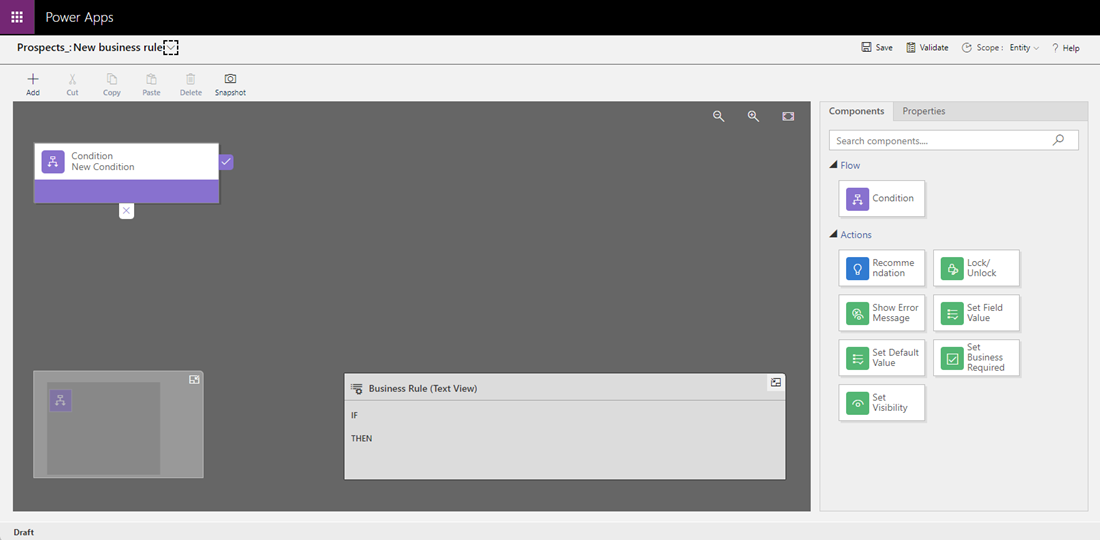 Power Apps
Prospects_: New business rule
Save Validate Scope : Entity ? Help
Add Cut Copy Paste Delete Snapshot
Components Properties
Search components....
Condition
New Condition
Flow
Condition
Actions
Recomme
ndation
Lock/
Unlock
Show Error
Message
Set Field
Value
Set Default
Value
Set
Business
Required
Set
Visibility
Business Rule (Text View)
IF
THEN
Draft